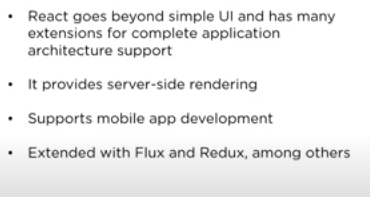 • React goes beyond simple UI and has many
extensions for complete application
architecture support
• It provides server-side rendering
• Supports mobile app development
• Extended with Flux and Redux, among others